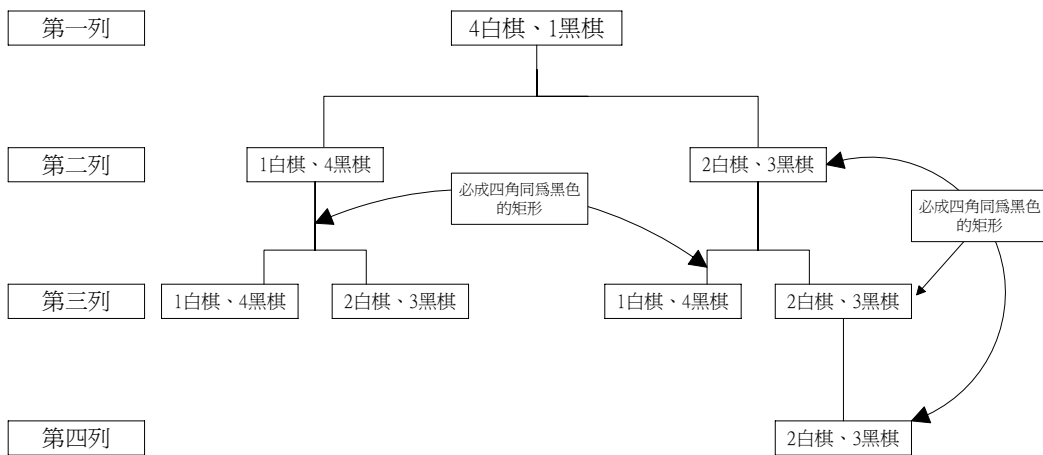 第一列
4白棋、1黑棋
第二列
1白棋、4黑棋
2白棋、3黑棋
必成四角同爲黑色
的矩形
必成四角同爲黑色
的矩形
第三列
1白棋、4黑棋
2白棋、3黑棋
1白棋、4黑棋
2白棋、3黑棋
第四列
2白棋、3黑棋